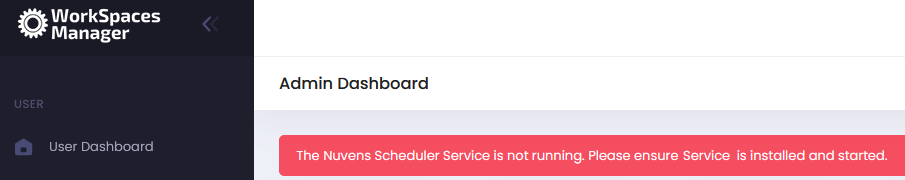 WorkSpaces
Manager
Admin Dashboard
USER
User Dashboard
The Nuvens Scheduler Service is not running. Please ensure Service is installed and started.